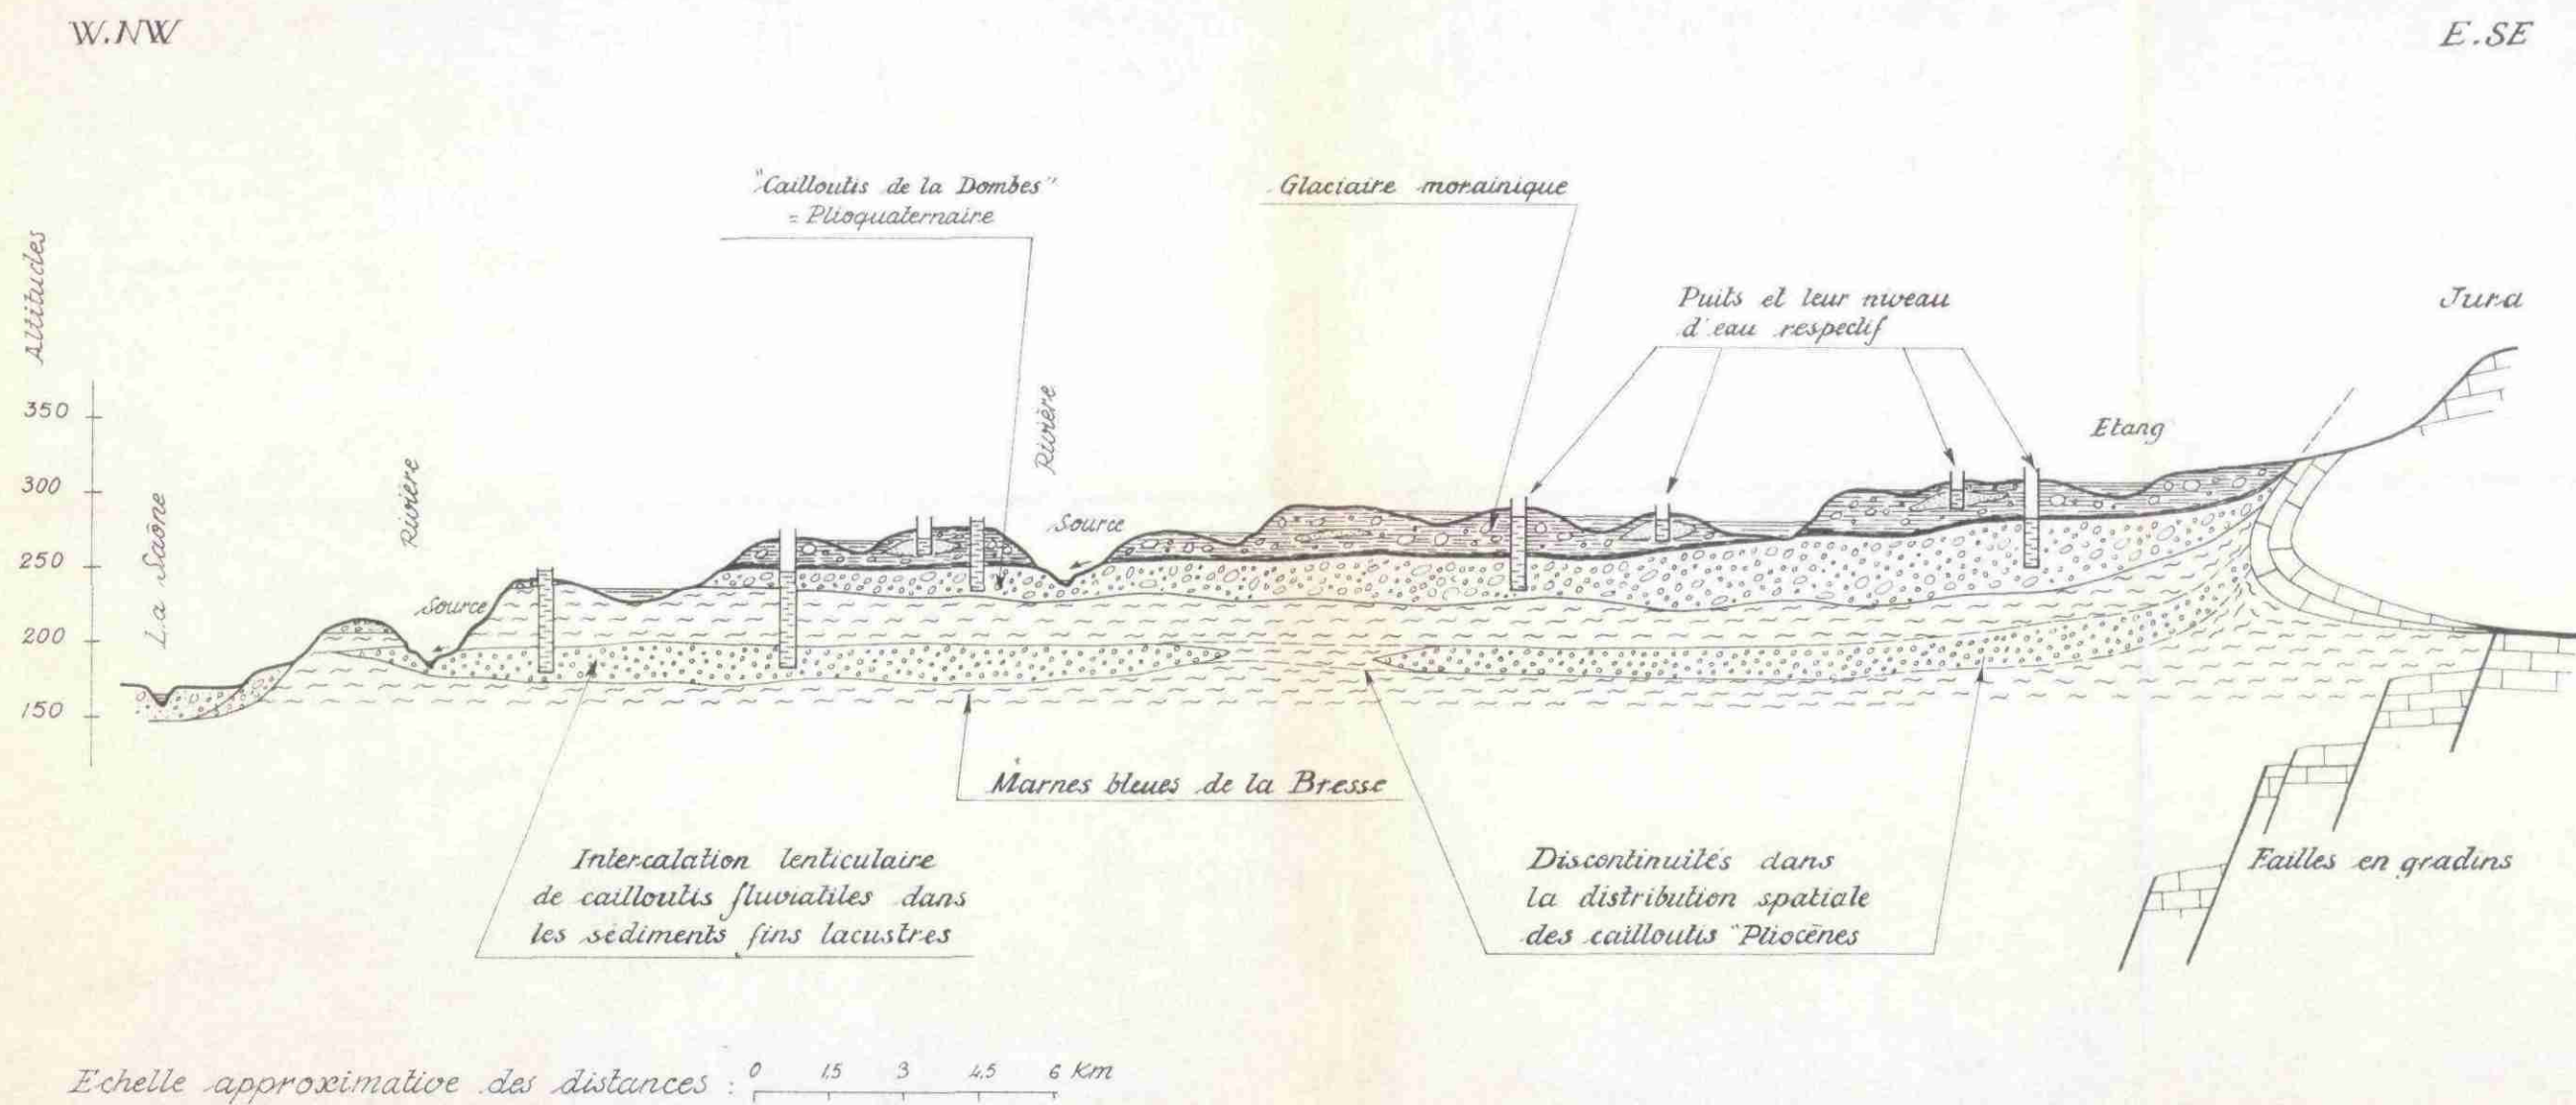 W.NW
E.SE
"Cailloutis de la Dombes"
= Plioquaternaire
Glaciaire morainique
Puits et leur niveau
d'eau respectif
Jura
Altitudes
350
300
250
200
150
La Saône
Rivière
Source
Rivière
Source
Etang
Marnes bleues de la Bresse
Intercalation lenticulaire
de cailloutis fluviatiles dans
les sédiments fins lacustres
Discontinuités dans
la distribution spatiale
des cailloutis "Pliocènes
Failles en gradins
Echelle approximative des distances :
0 1,5 3 4,5 6 Km